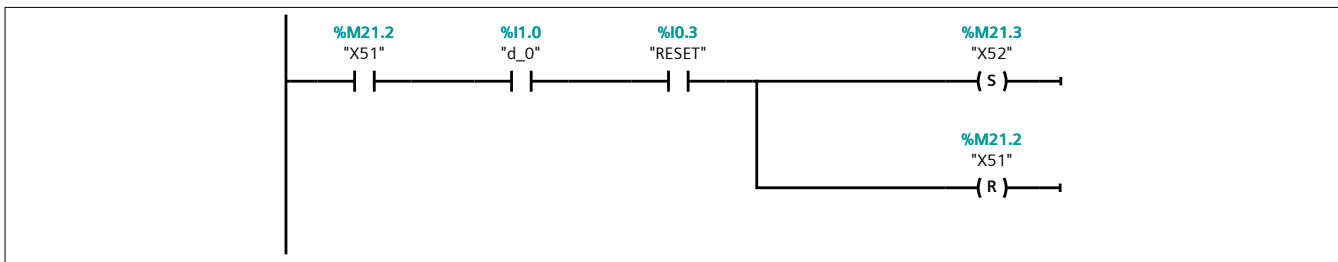 %M21.2 %I1.0 %I0.3 %M21.3
"X51" "d_0" "RESET" "X52"
S
%M21.2
"X51"
R